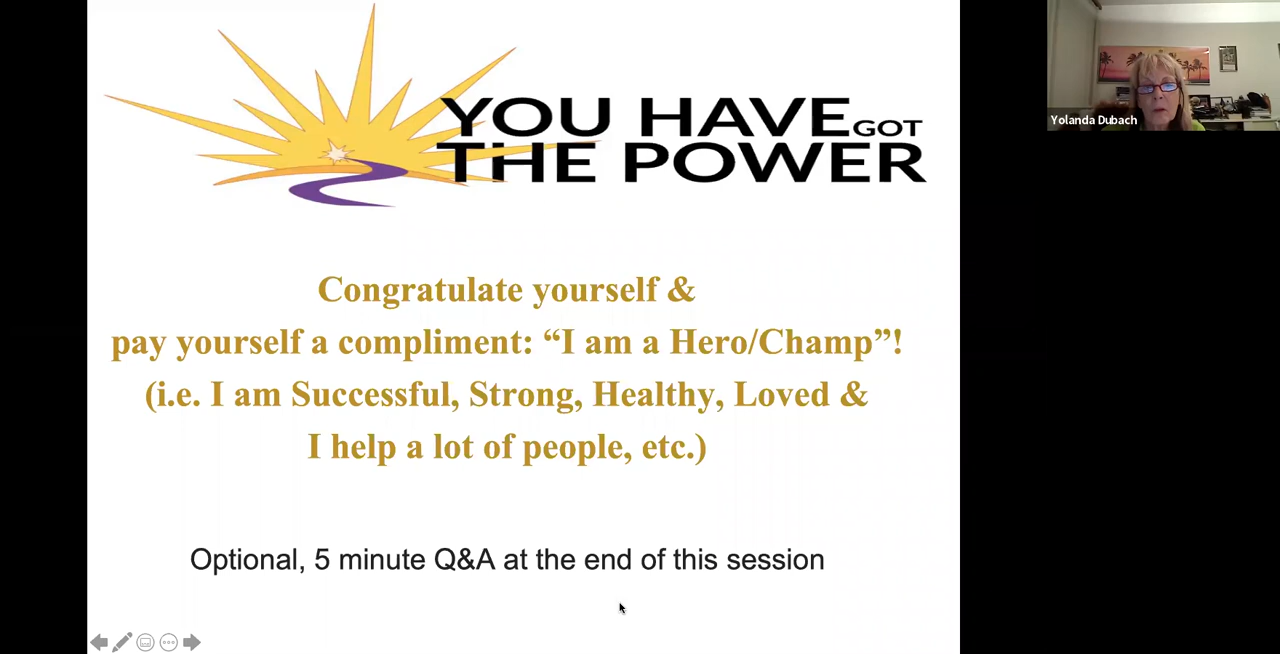 YOU HAVE GOT
THE POWER
Yolanda Dubach
Congratulate yourself &
pay yourself a compliment: “I am a Hero/Champ”!
(i.e. I am Successful, Strong, Healthy, Loved &
I help a lot of people, etc.)
Optional, 5 minute Q&A at the end of this session